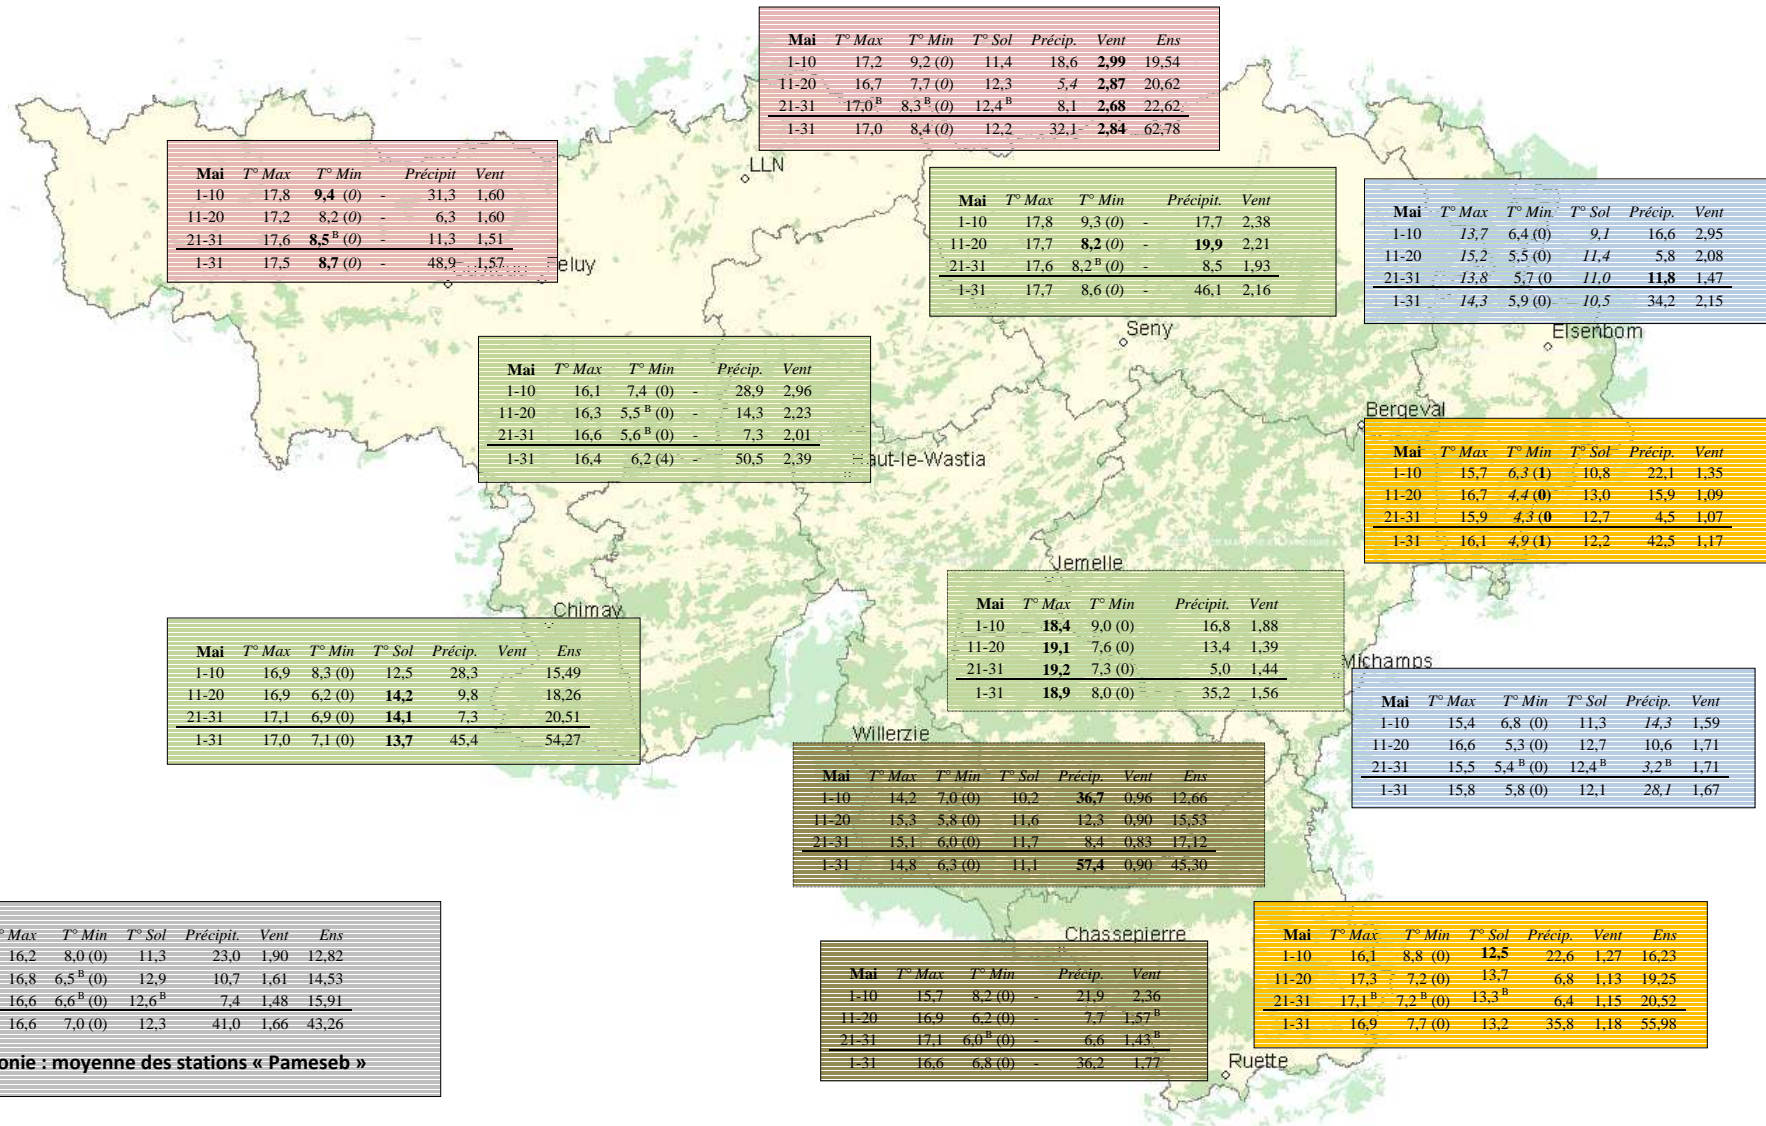 Mai T° Max T° Min T° Sol Précip. Vent Ens
1-10 17,2 9,2 (0) 11,4 18,6 2,99 19,54
11-20 16,7 7,7 (0) 12,3 5,4 2,87 20,62
21-31 17,0 B 8,3 B (0) 12,4 B 8,1 2,68 22,62
1-31 17,0 8,4 (0) 12,2 32,1 2,84 62,78
LLN
Mai T° Max T° Min Précipit Vent
1-10 17,8 9,4 (0) - 31,3 1,60
11-20 17,2 8,2 (0) - 6,3 1,60
21-31 17,6 8,5 B (0) - 11,3 1,51
1-31 17,5 8,7 (0) - 48,9 1,57
Feluy
Mai T° Max T° Min Précipit. Vent
1-10 17,8 9,3 (0) - 17,7 2,38
11-20 17,7 8,2 (0) - 19,9 2,21
21-31 17,6 8,2 B (0) - 8,5 1,93
1-31 17,7 8,6 (0) - 46,1 2,16
Seny
Mai T° Max T° Min T° Sol Précip. Vent
1-10 13,7 6,4 (0) 9,1 16,6 2,95
11-20 15,2 5,5 (0) 11,4 5,8 2,08
21-31 13,8 5,7 (0 11,0 11,8 1,47
1-31 14,3 5,9 (0) 10,5 34,2 2,15
Elsenborn
Mai T° Max T° Min Précip. Vent
1-10 16,1 7,4 (0) - 28,9 2,96
11-20 16,3 5,5 B (0) - 14,3 2,23
21-31 16,6 5,6 B (0) - 7,3 2,01
1-31 16,4 6,2 (4) - 50,5 2,39
Haut-le-Wastia
Bergeval
Mai T° Max T° Min T° Sol Précip. Vent
1-10 15,7 6,3 (1) 10,8 22,1 1,35
11-20 16,7 4,4 (0) 13,0 15,9 1,09
21-31 15,9 4,3 (0 12,7 4,5 1,07
1-31 16,1 4,9 (1) 12,2 42,5 1,17
Jemelle
Mai T° Max T° Min Précipit. Vent
1-10 18,4 9,0 (0) 16,8 1,88
11-20 19,1 7,6 (0) 13,4 1,39
21-31 19,2 7,3 (0) 5,0 1,44
1-31 18,9 8,0 (0) 35,2 1,56
Chimay
Mai T° Max T° Min T° Sol Précip. Vent Ens
1-10 16,9 8,3 (0) 12,5 28,3 15,49
11-20 16,9 6,2 (0) 14,2 9,8 18,26
21-31 17,1 6,9 (0) 14,1 7,3 20,51
1-31 17,0 7,1 (0) 13,7 45,4 54,27
Michamps
Mai T° Max T° Min T° Sol Précip. Vent
1-10 15,4 6,8 (0) 11,3 14,3 1,59
11-20 16,6 5,3 (0) 12,7 10,6 1,71
21-31 15,5 5,4 B (0) 12,4 B 3,2 B 1,71
1-31 15,8 5,8 (0) 12,1 28,1 1,67
Willerzie
Mai T° Max T° Min T° Sol Précip. Vent Ens
1-10 14,2 7,0 (0) 10,2 36,7 0,96 12,66
11-20 15,3 5,8 (0) 11,6 12,3 0,90 15,53
21-31 15,1 6,0 (0) 11,7 8,4 0,83 17,12
1-31 14,8 6,3 (0) 11,1 57,4 0,90 45,30
° Max T° Min T° Sol Précipit. Vent Ens
16,2 8,0 (0) 11,3 23,0 1,90 12,82
16,8 6,5 B (0) 12,9 10,7 1,61 14,53
16,6 6,6 B (0) 12,6 B 7,4 1,48 15,91
16,6 7,0 (0) 12,3 41,0 1,66 43,26
onie : moyenne des stations « Pameseb »
Chassepierre
Mai T° Max T° Min Précip. Vent
1-10 15,7 8,2 (0) - 21,9 2,36
11-20 16,9 6,2 (0) - 7,7 1,57 B
21-31 17,1 6,0 B (0) - 6,6 1,43 B
1-31 16,6 6,8 (0) - 36,2 1,77
Mai T° Max T° Min T° Sol Précip. Vent Ens
1-10 16,1 8,8 (0) 12,5 22,6 1,27 16,23
11-20 17,3 7,2 (0) 13,7 6,8 1,13 19,25
21-31 17,1 B 7,2 B (0) 13,3 B 6,4 1,15 20,52
1-31 16,9 7,7 (0) 13,2 35,8 1,18 55,98
Ruette